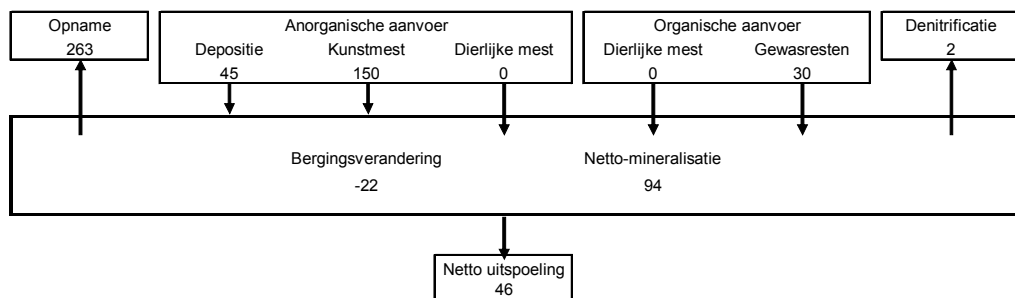 Opname
263
Anorganische aanvoer
Depositie Kunstmest Dierlijke mest
45 150 0
Organische aanvoer
Dierlijke mest Gewasresten
0 30
Denitrificatie
2
Bergingsverandering
-22
Netto-mineralisatie
94
Netto uitspoeling
46